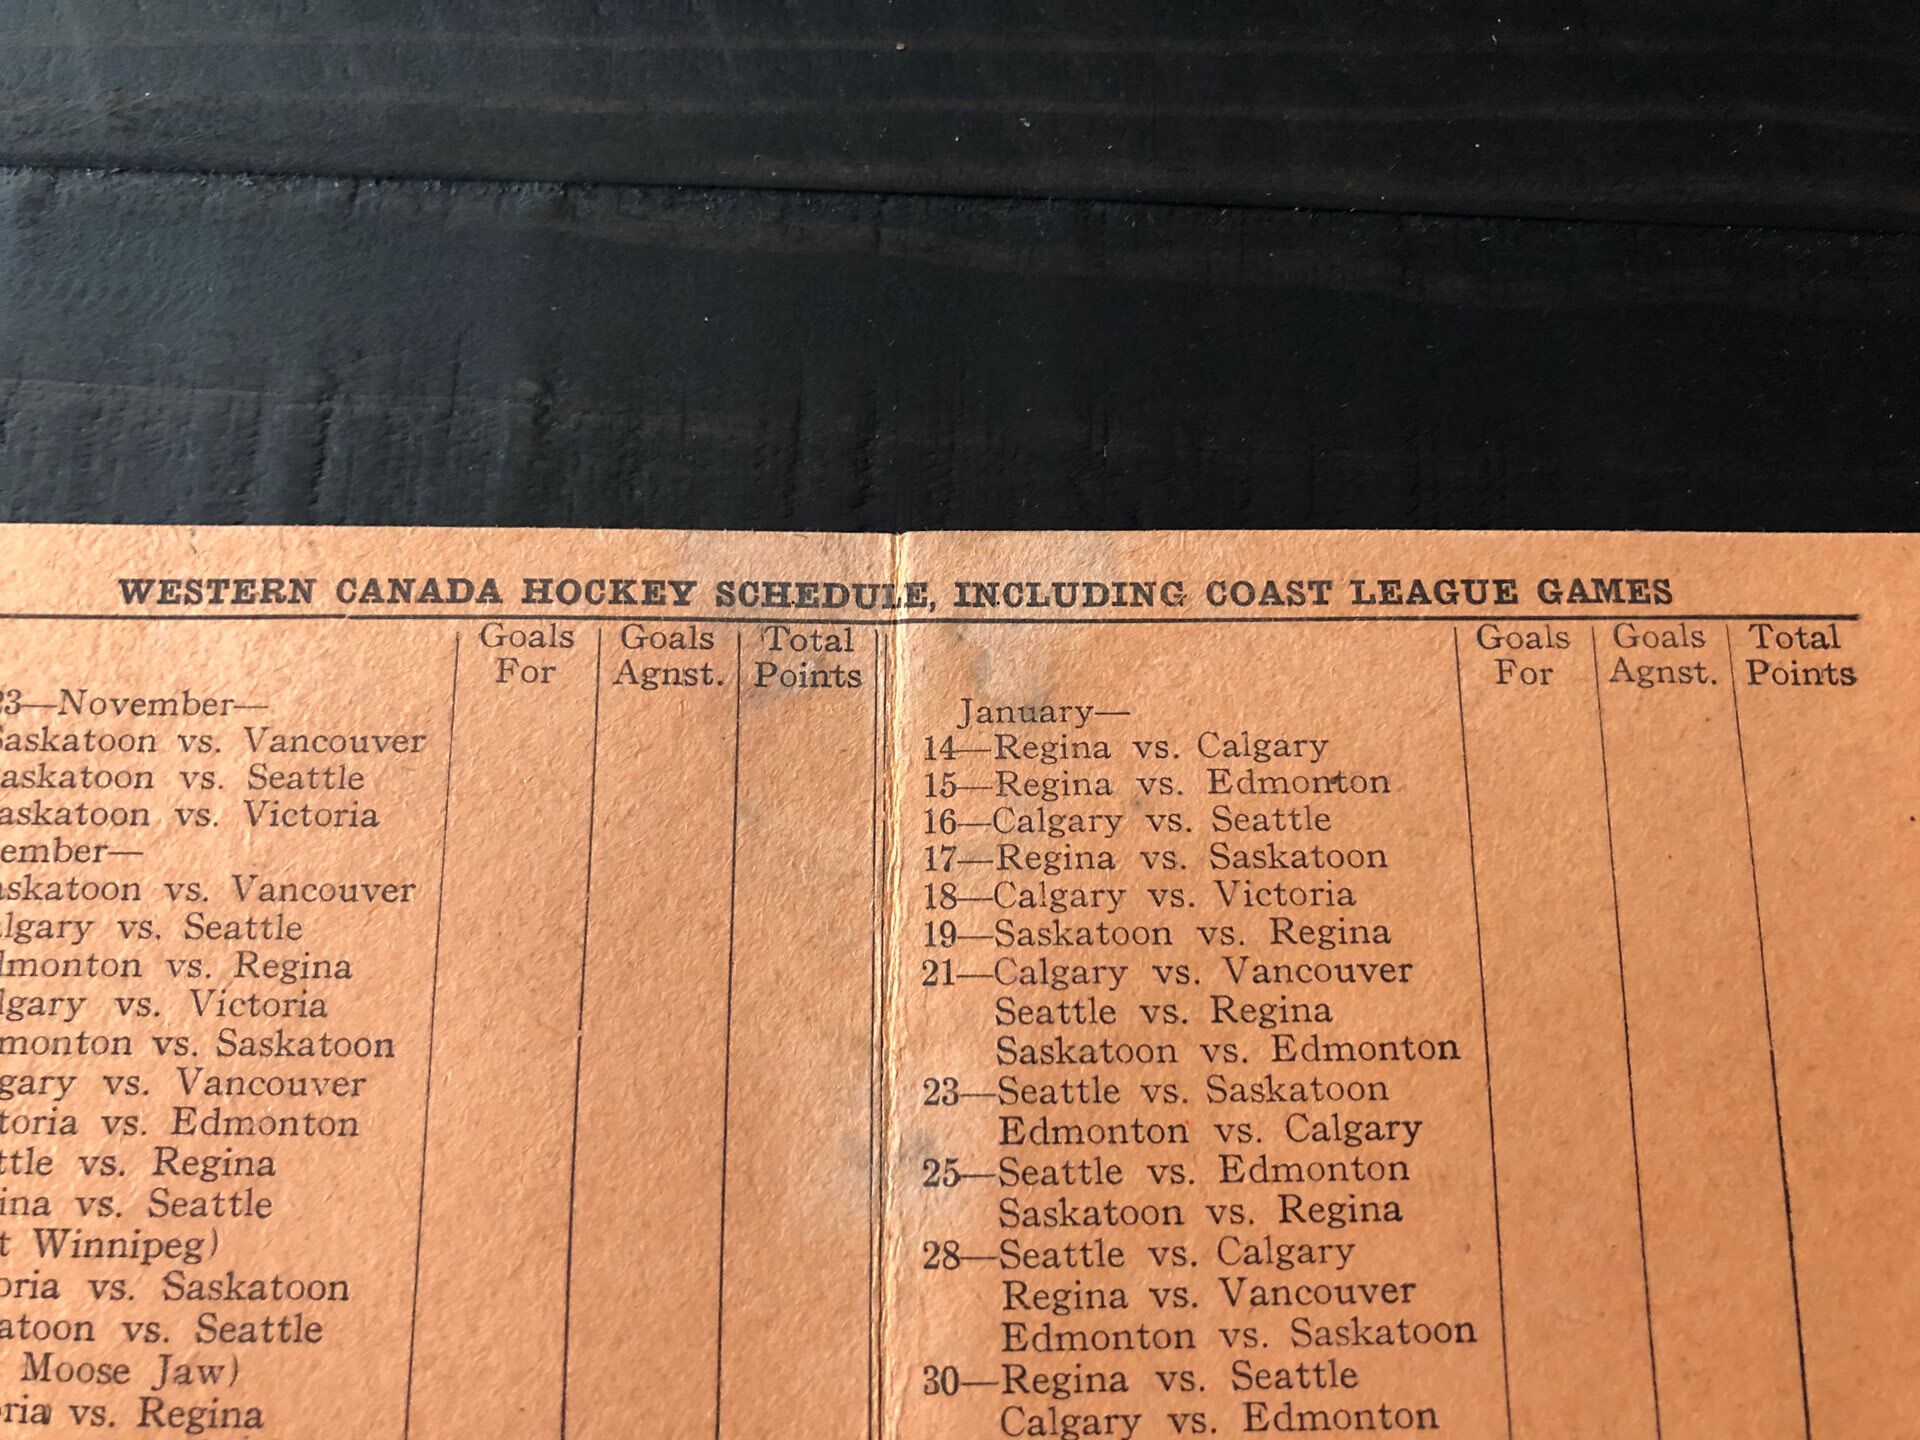 WESTERN CANADA HOCKEY SCHEDULE, INCLUDING COAST LEAGUE GAMES
Goals For Goals Agnst. Total Points
23—November—
Saskatoon vs. Vancouver
askatoon vs. Seattle
askatoon vs. Victoria
ember—
askatoon vs. Vancouver
lgary vs. Seattle
dmonton vs. Regina
lgary vs. Victoria
monton vs. Saskatoon
gary vs. Vancouver
toria vs. Edmonton
ttle vs. Regina
ina vs. Seattle
t Winnipeg)
oria vs. Saskatoon
atoon vs. Seattle
Moose Jaw)
ria vs. Regina
Goals For Goals Agnst. Total Points
January—
14—Regina vs. Calgary
15—Regina vs. Edmonton
16—Calgary vs. Seattle
17—Regina vs. Saskatoon
18—Calgary vs. Victoria
19—Saskatoon vs. Regina
21—Calgary vs. Vancouver
Seattle vs. Regina
Saskatoon vs. Edmonton
23—Seattle vs. Saskatoon
Edmonton vs. Calgary
25—Seattle vs. Edmonton
Saskatoon vs. Regina
28—Seattle vs. Calgary
Regina vs. Vancouver
Edmonton vs. Saskatoon
30—Regina vs. Seattle
Calgary vs. Edmonton